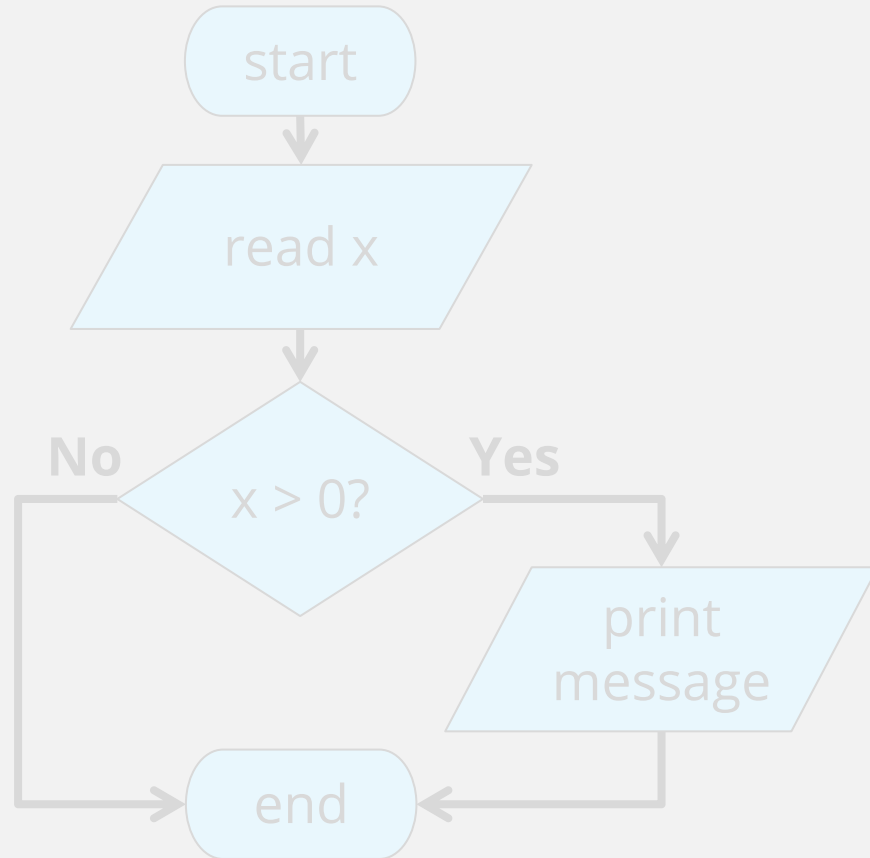 start
read x
No
Yes
x > 0?
print
message
end